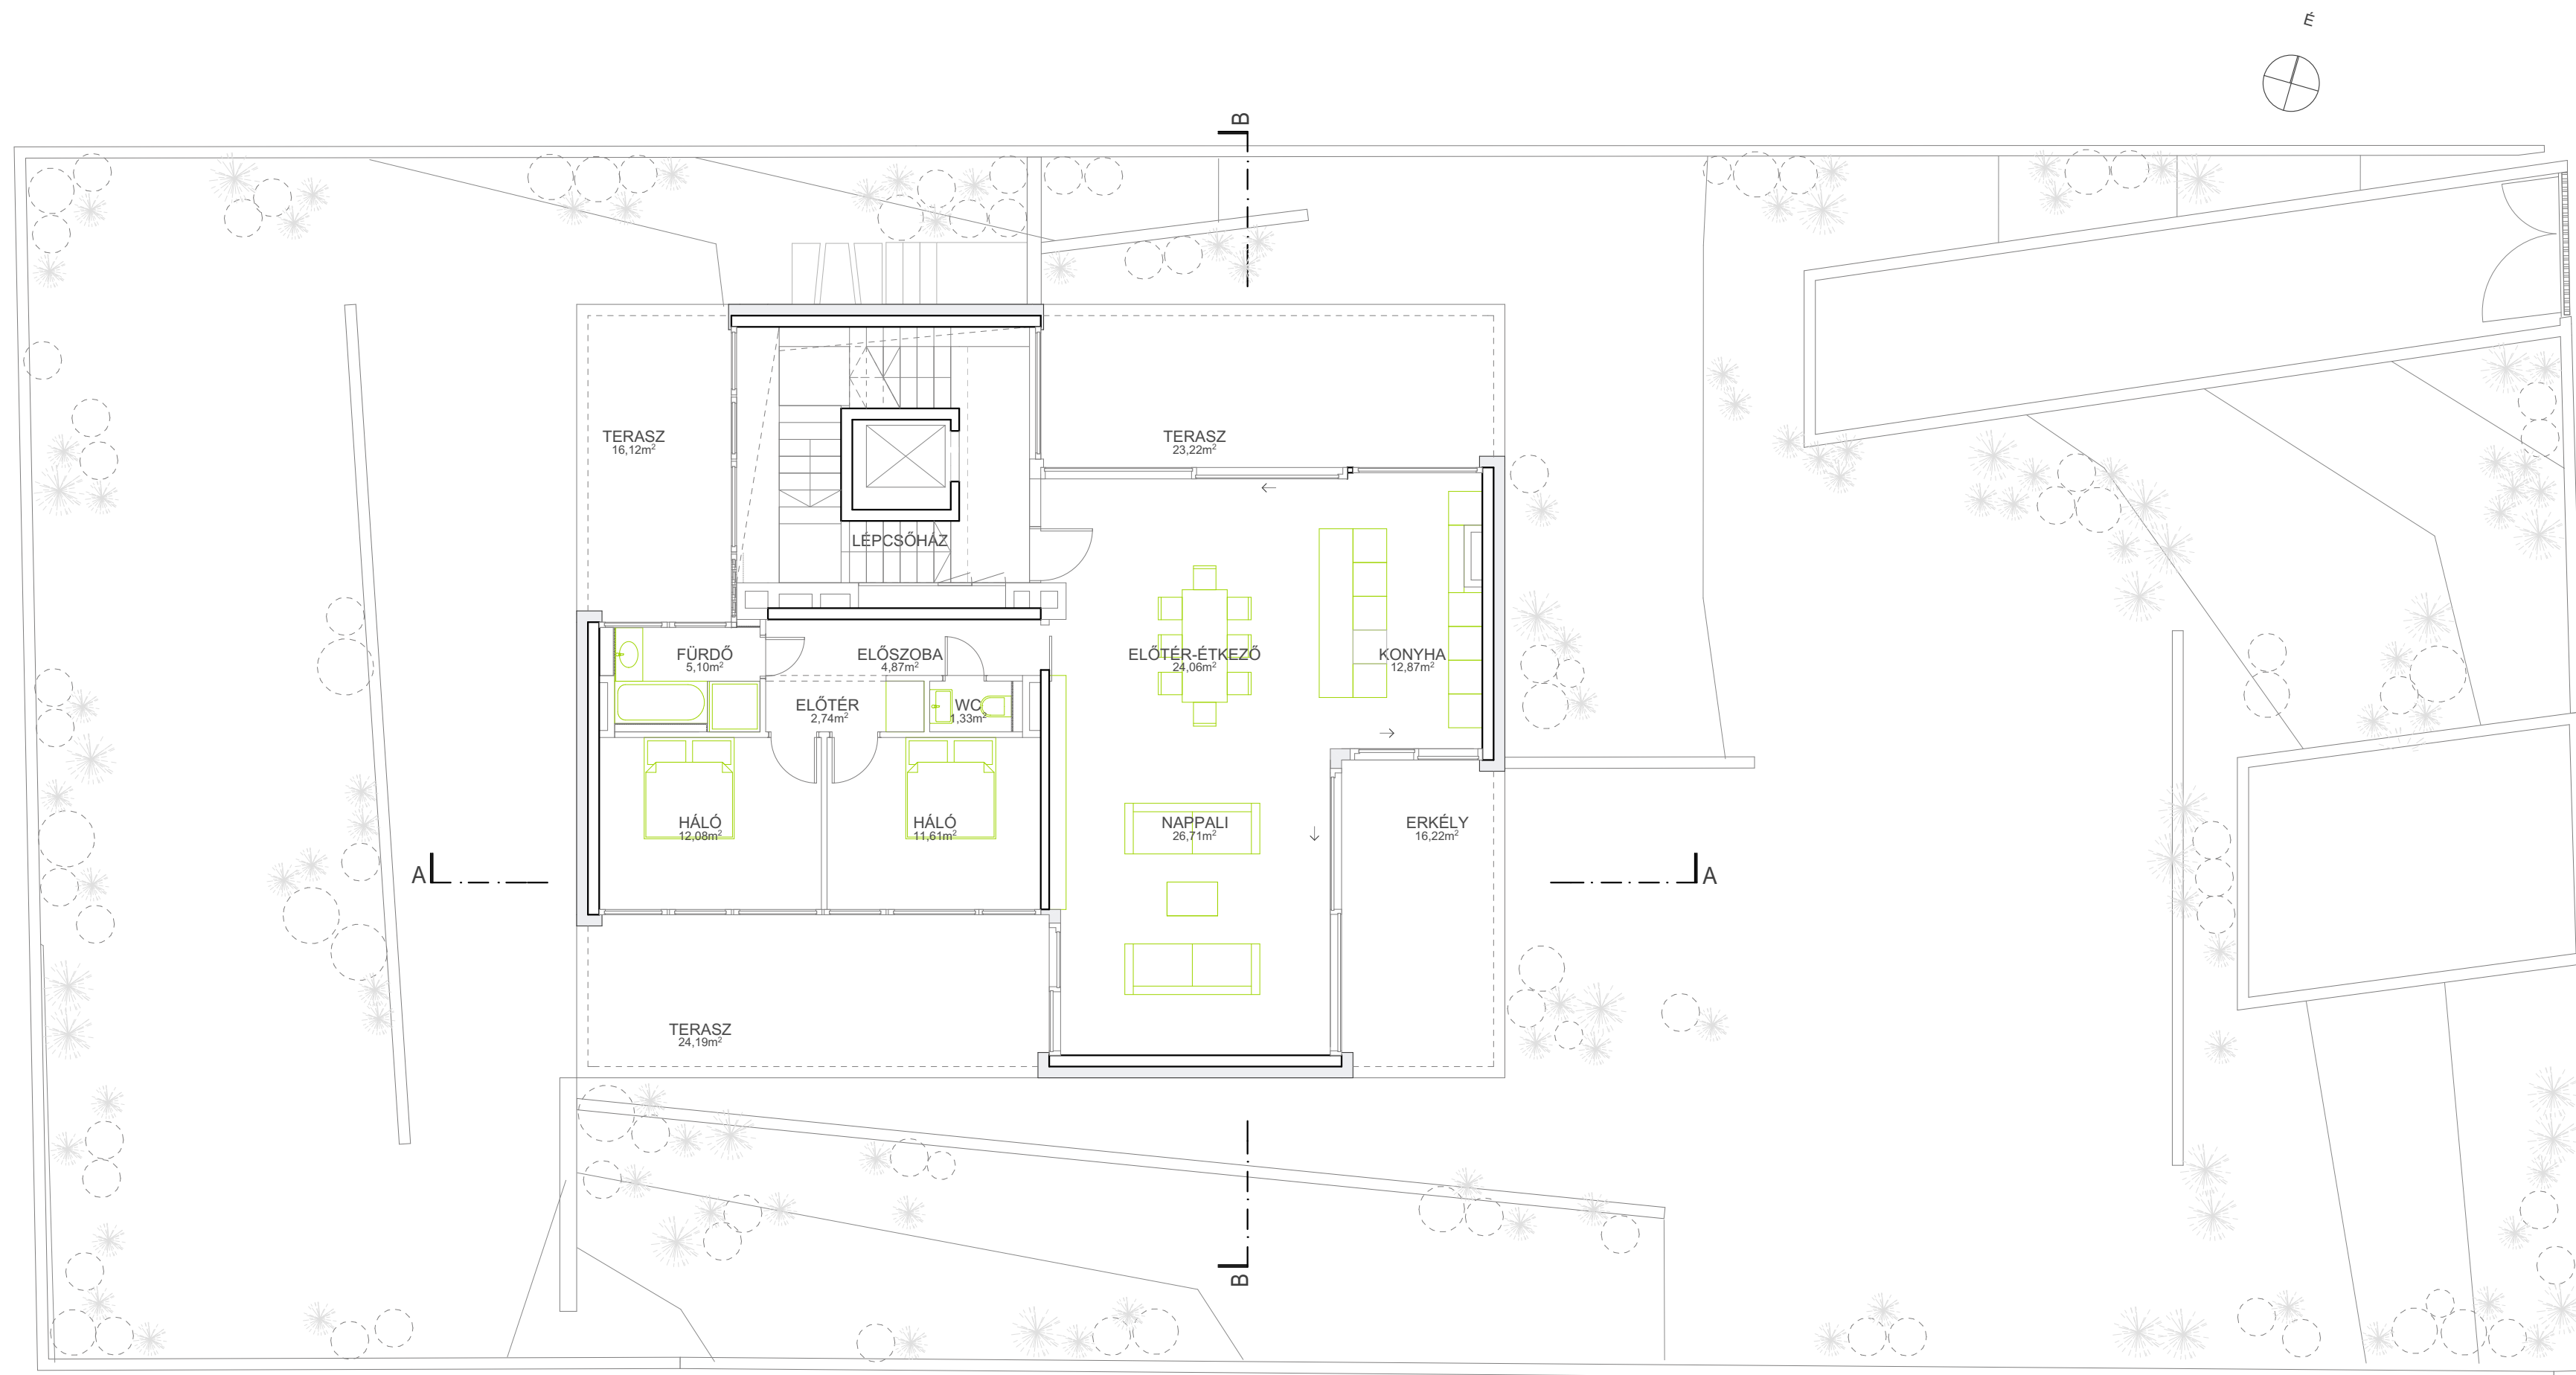 É
B
TERASZ
16,12m²
TERASZ
23,22m²
LÉPCSŐHÁZ
FÜRDŐ
5,10m²
ELŐSZOBA
4,87m²
ELŐTÉR-ÉTKEZŐ
24,06m²
KONYHA
12,87m²
ELŐTÉR
2,74m²
WC
1,33m²
HÁLÓ
12,08m²
HÁLÓ
11,61m²
NAPPALI
26,71m²
ERKÉLY
16,22m²
A
A
TERASZ
24,19m²
B